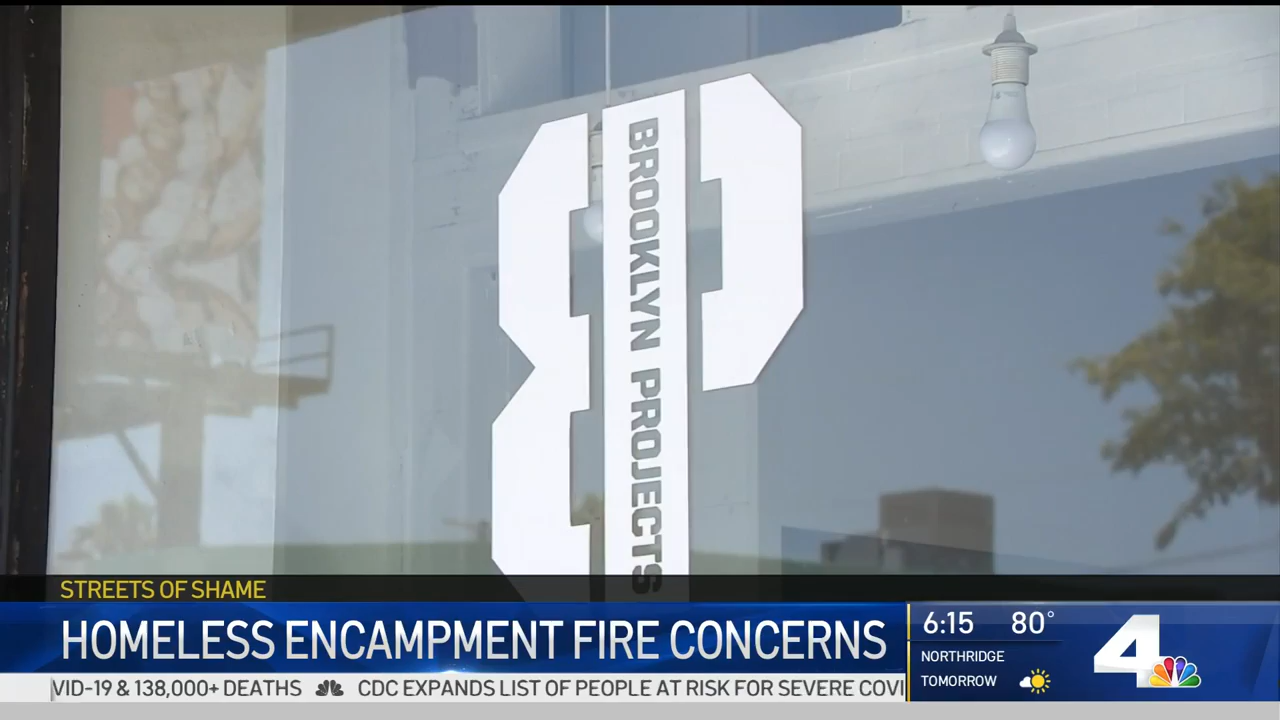 BROOKLYN PROJECTS
STREETS OF SHAME
HOMELESS ENCAMPMENT FIRE CONCERNS
6:15 80°
NORTHRIDGE
TOMORROW
4
VID-19 & 138,000+ DEATHS CDC EXPANDS LIST OF PEOPLE AT RISK FOR SEVERE COVI